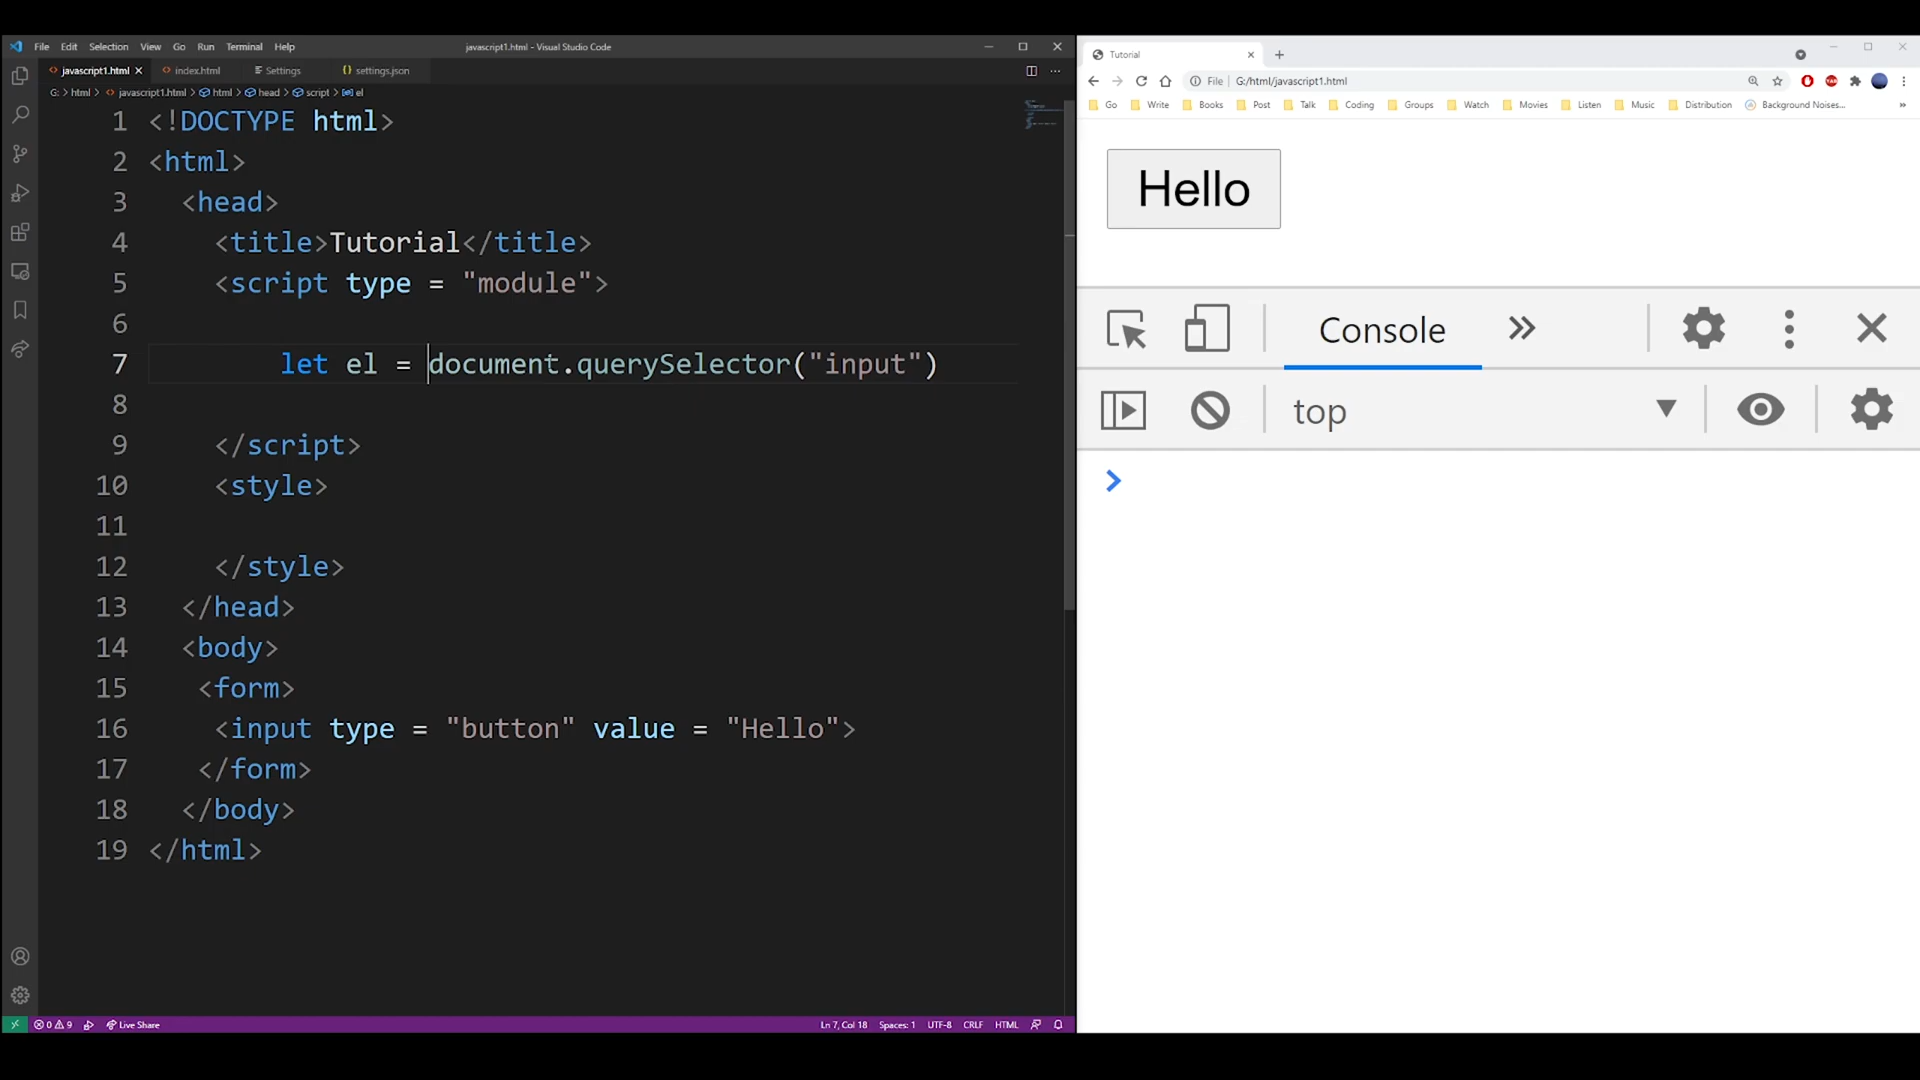 File Edit Selection View Go Run Terminal Help
javascript1.html - Visual Studio Code
javascript1.html index.html Settings settings.json
G: > html > javascript1.html > html > head > script > el
1 <!DOCTYPE html>
2 <html>
3 <head>
4 <title>Tutorial</title>
5 <script type = "module">
6
7 let el = document.querySelector("input")
8
9 </script>
10 <style>
11
12 </style>
13 </head>
14 <body>
15 <form>
16 <input type = "button" value = "Hello">
17 </form>
18 </body>
19 </html>
0 9 Live Share
Ln 7, Col 18 Spaces: 1 UTF-8 CRLF HTML
Tutorial
File G:/html/javascript1.html
Go Write Books Post Talk Coding Groups Watch Movies Listen Music Distribution Background Noises... »
Hello
Console
top